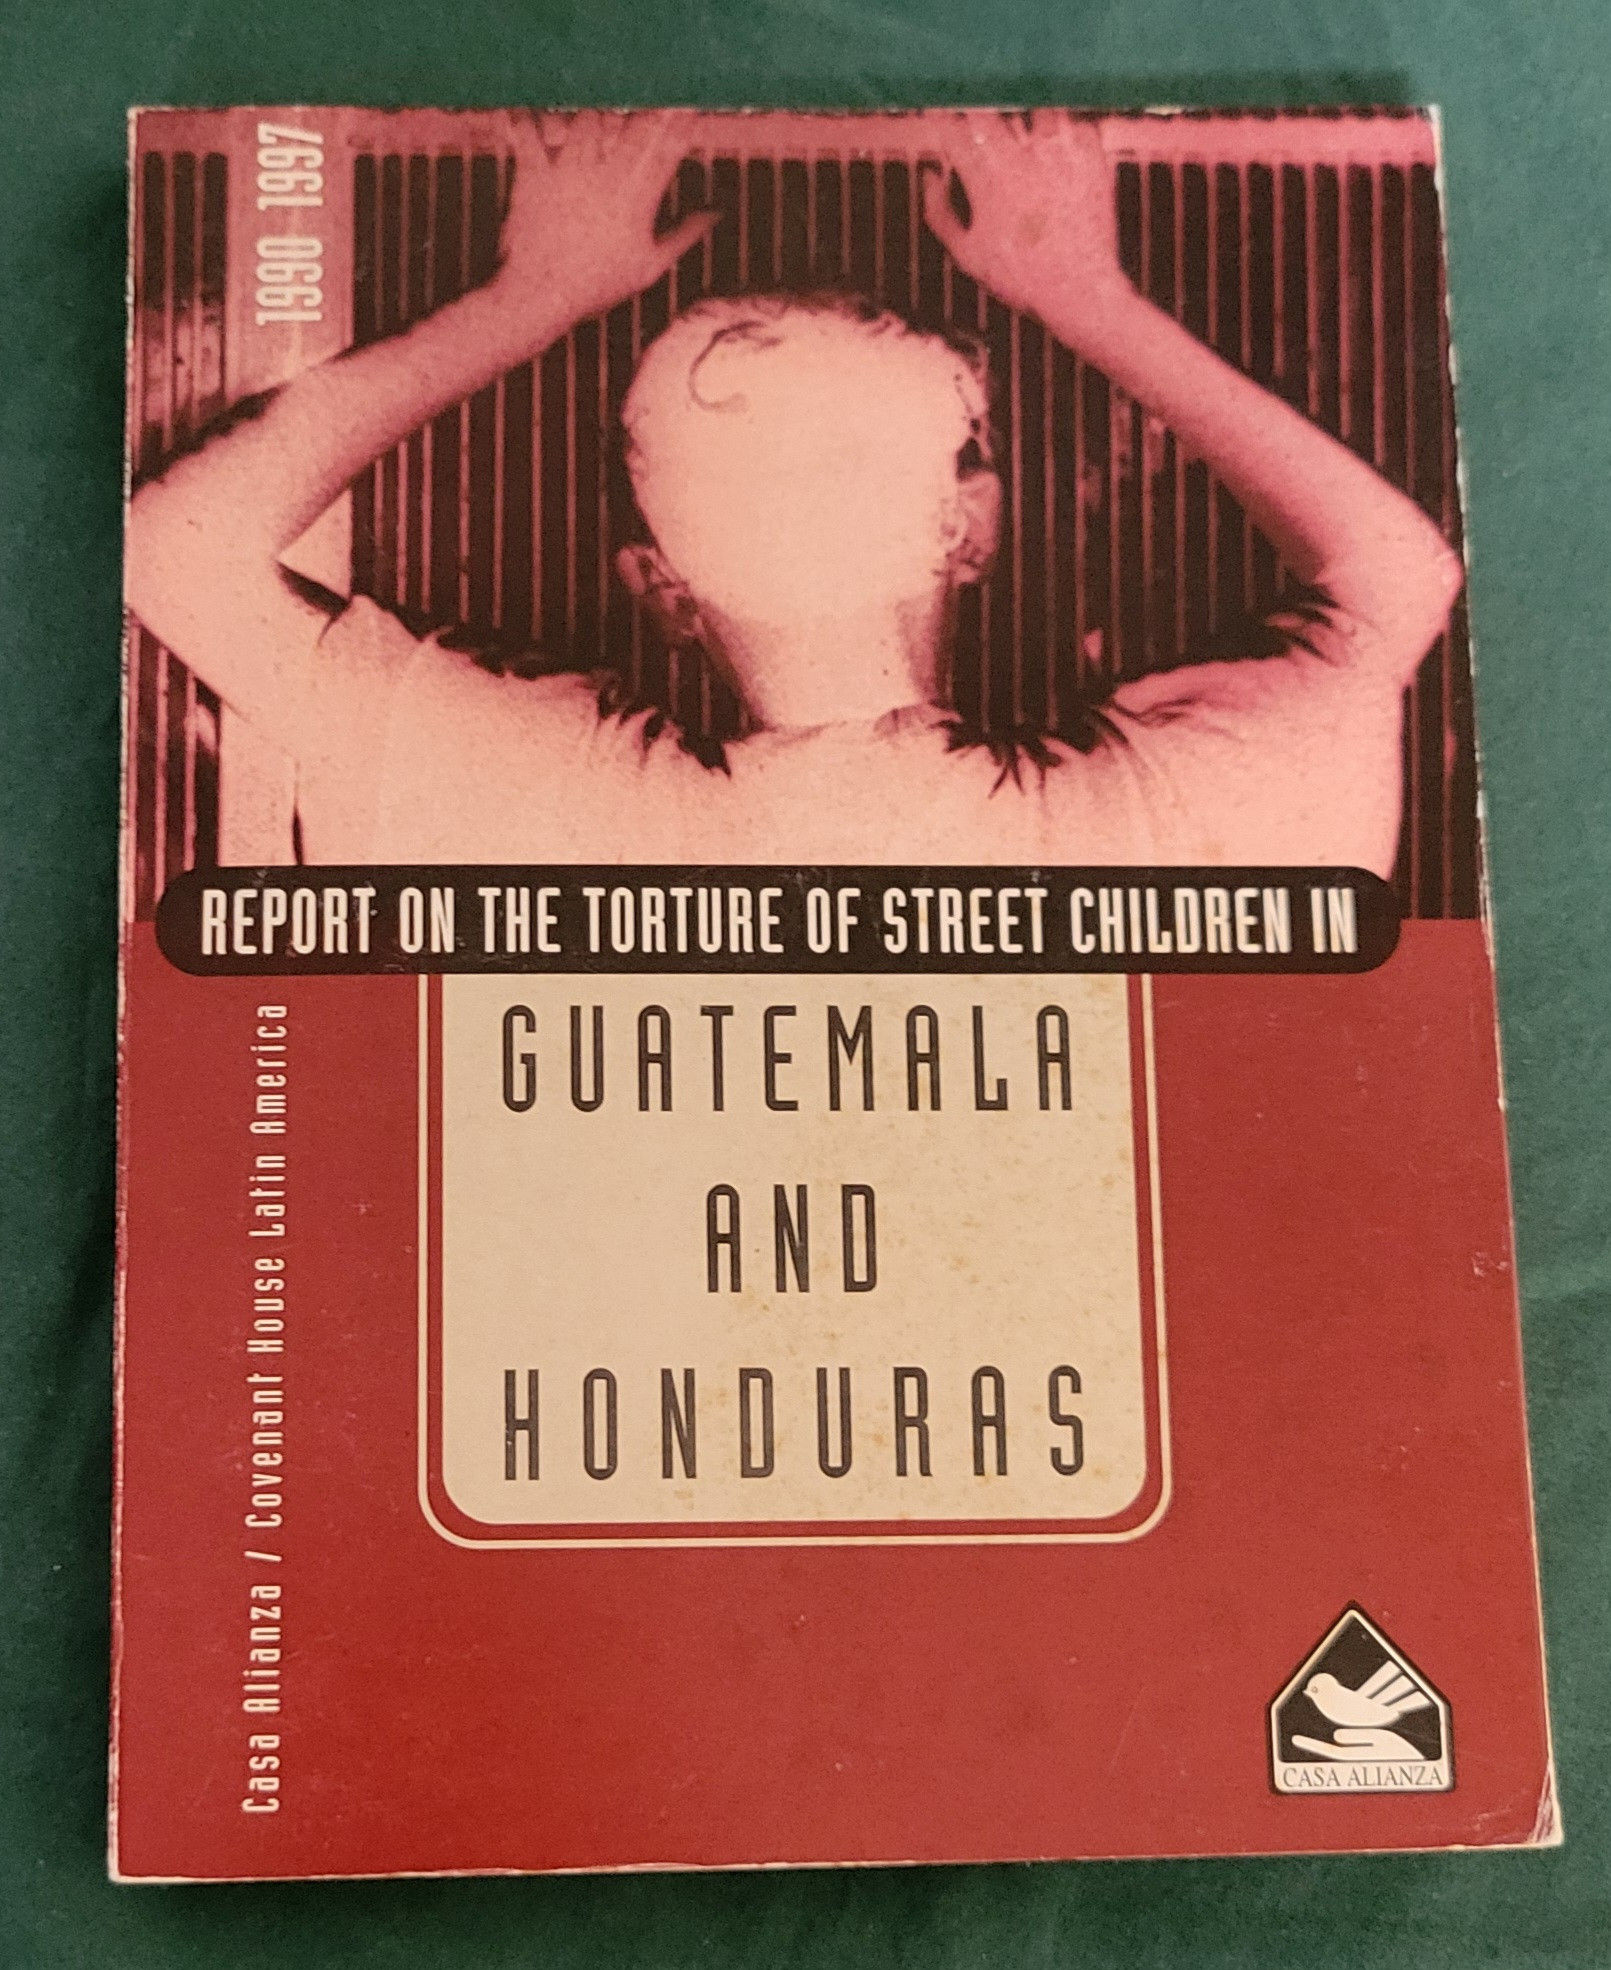 1990 1997
REPORT ON THE TORTURE OF STREET CHILDREN IN
GUATEMALA
AND
HONDURAS
Casa Alianza / Covenant House Latin America
CASA ALIANZA